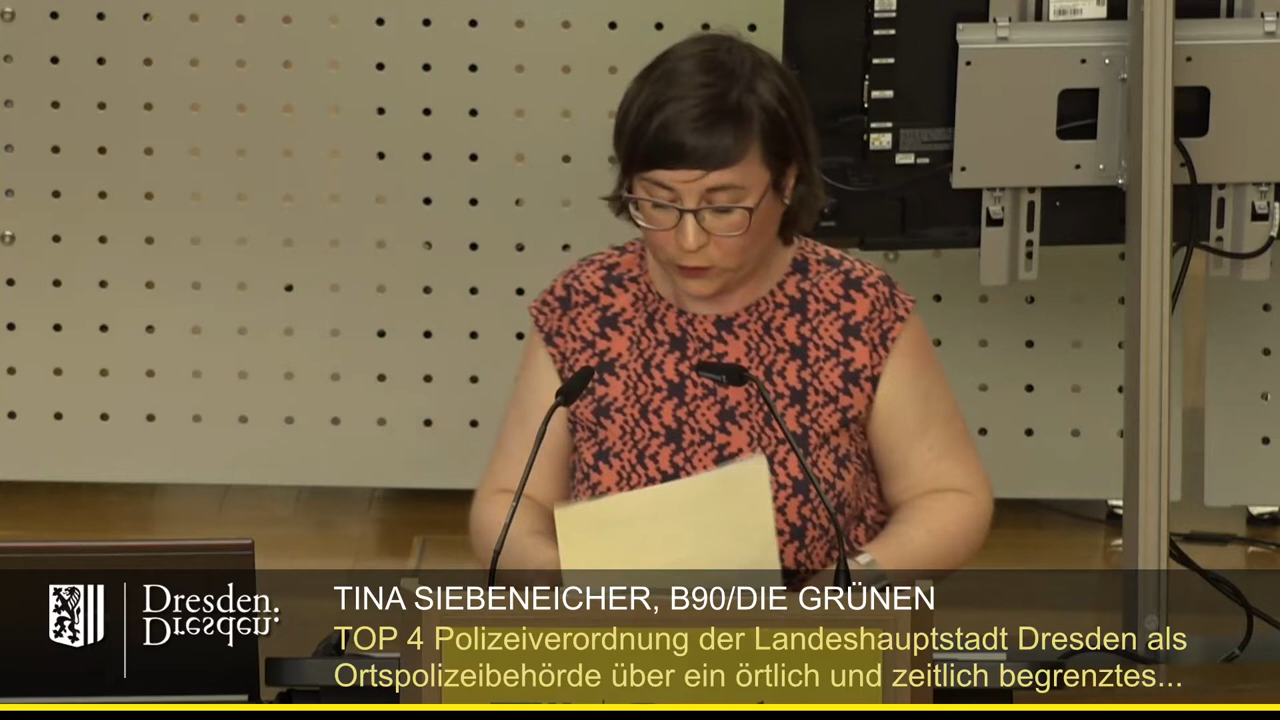 Dresden.
Dresden.
TINA SIEBENEICHER, B90/DIE GRÜNEN
TOP 4 Polizeiverordnung der Landeshauptstadt Dresden als
Ortspolizeibehörde über ein örtlich und zeitlich begrenztes...